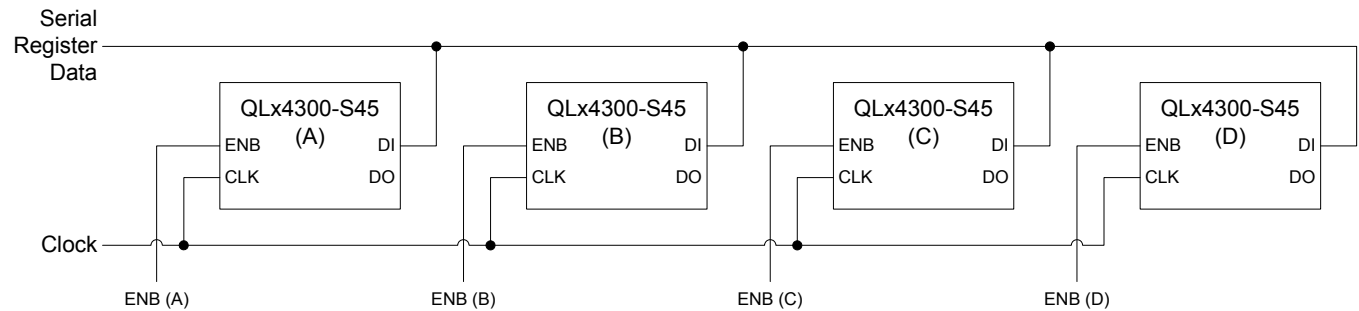 Serial
Register
Data
QLx4300-S45
(A)
ENB
DI
CLK
DO
QLx4300-S45
(B)
ENB
DI
CLK
DO
QLx4300-S45
(C)
ENB
DI
CLK
DO
QLx4300-S45
(D)
ENB
DI
CLK
DO
Clock
ENB (A)
ENB (B)
ENB (C)
ENB (D)